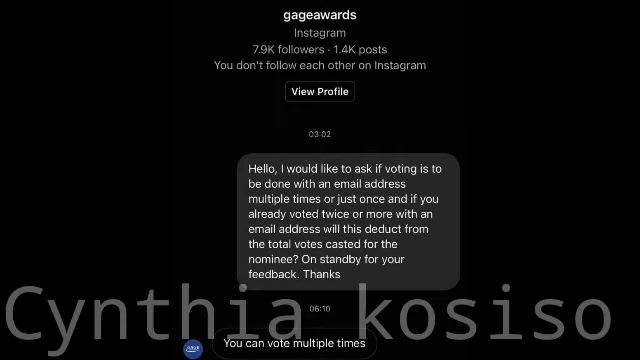 gageawards
Instagram
7.9K followers · 1.4K posts
You don't follow each other on Instagram
View Profile
03:02
Hello, I would like to ask if voting is to
be done with an email address
multiple times or just once and if you
already voted twice or more with an
email address will this deduct from
the total votes casted for the
nominee? On standby for your
feedback. Thanks
Cynthia kosiso
06:10
You can vote multiple times